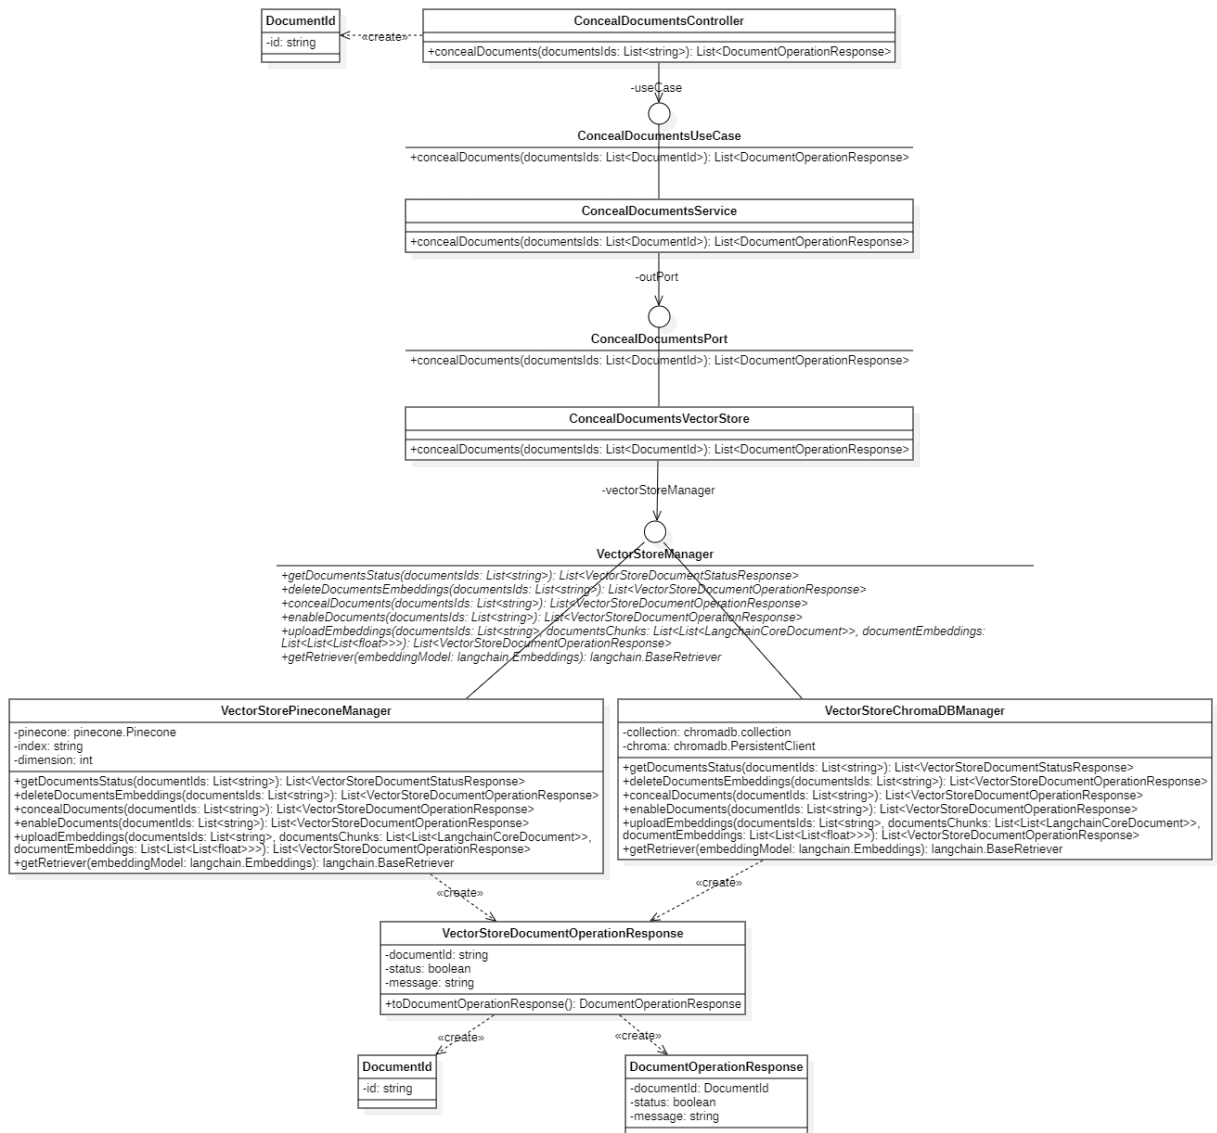 DocumentId
-id: string
«create»
ConcealDocumentsController
+concealDocuments(documentsIds: List<string>): List<DocumentOperationResponse>
-useCase
ConcealDocumentsUseCase
+concealDocuments(documentsIds: List<DocumentId>): List<DocumentOperationResponse>
ConcealDocumentsService
+concealDocuments(documentsIds: List<DocumentId>): List<DocumentOperationResponse>
-outPort
ConcealDocumentsPort
+concealDocuments(documentsIds: List<DocumentId>): List<DocumentOperationResponse>
ConcealDocumentsVectorStore
+concealDocuments(documentsIds: List<DocumentId>): List<DocumentOperationResponse>
-vectorStoreManager
VectorStoreManager
+getDocumentsStatus(documentsIds: List<string>): List<VectorStoreDocumentStatusResponse>
+deleteDocumentsEmbeddings(documentsIds: List<string>): List<VectorStoreDocumentOperationResponse>
+concealDocuments(documentsIds: List<string>): List<VectorStoreDocumentOperationResponse>
+enableDocuments(documentsIds: List<string>): List<VectorStoreDocumentOperationResponse>
+uploadEmbeddings(documentsIds: List<string>, documentsChunks: List<List<LangchainCoreDocument>>, documentEmbeddings:
List<List<List<float>>>): List<VectorStoreDocumentOperationResponse>
+getRetriever(embeddingModel: langchain.Embeddings): langchain.BaseRetriever
VectorStorePineconeManager
-pinecone: pinecone.Pinecone
-index: string
-dimension: int
+getDocumentsStatus(documentIds: List<string>): List<VectorStoreDocumentStatusResponse>
+deleteDocumentsEmbeddings(documentsIds: List<string>): List<VectorStoreDocumentOperationResponse>
+concealDocuments(documentIds: List<string>): List<VectorStoreDocumentOperationResponse>
+enableDocuments(documentIds: List<string>): List<VectorStoreDocumentOperationResponse>
+uploadEmbeddings(documentsIds: List<string>, documentsChunks: List<List<LangchainCoreDocument>>,
documentEmbeddings: List<List<List<float>>>): List<VectorStoreDocumentOperationResponse>
+getRetriever(embeddingModel: langchain.Embeddings): langchain.BaseRetriever
VectorStoreChromaDBManager
-collection: chromadb.collection
-chroma: chromadb.PersistentClient
+getDocumentsStatus(documentIds: List<string>): List<VectorStoreDocumentStatusResponse>
+deleteDocumentsEmbeddings(documentsIds: List<string>): List<VectorStoreDocumentOperationResponse>
+concealDocuments(documentIds: List<string>): List<VectorStoreDocumentOperationResponse>
+enableDocuments(documentIds: List<string>): List<VectorStoreDocumentOperationResponse>
+uploadEmbeddings(documentsIds: List<string>, documentsChunks: List<List<LangchainCoreDocument>>,
documentEmbeddings: List<List<List<float>>>): List<VectorStoreDocumentOperationResponse>
+getRetriever(embeddingModel: langchain.Embeddings): langchain.BaseRetriever
«create»
«create»
VectorStoreDocumentOperationResponse
-documentId: string
-status: boolean
-message: string
+toDocumentOperationResponse(): DocumentOperationResponse
«create»
«create»
DocumentId
-id: string
DocumentOperationResponse
-documentId: DocumentId
-status: boolean
-message: string